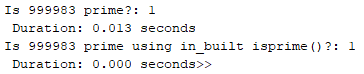 Is 999983 prime?: 1
Duration: 0.013 seconds
Is 999983 prime using in_built isprime()?: 1
Duration: 0.000 seconds>>